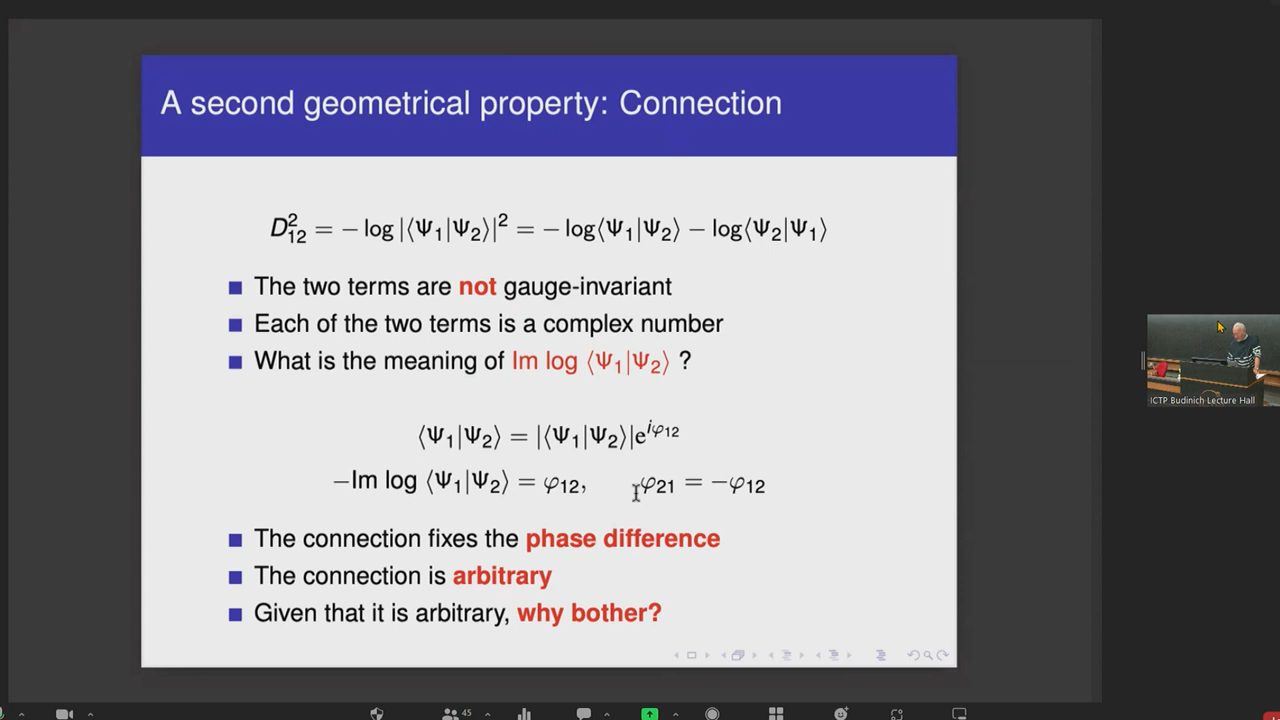 A second geometrical property: Connection
D²₁₂ = − log |⟨Ψ₁|Ψ₂⟩|² = − log⟨Ψ₁|Ψ₂⟩ − log⟨Ψ₂|Ψ₁⟩
The two terms are not gauge-invariant
Each of the two terms is a complex number
What is the meaning of Im log ⟨Ψ₁|Ψ₂⟩ ?
⟨Ψ₁|Ψ₂⟩ = |⟨Ψ₁|Ψ₂⟩|e^{iφ₁₂}
−Im log ⟨Ψ₁|Ψ₂⟩ = φ₁₂, φ₂₁ = −φ₁₂
The connection fixes the phase difference
The connection is arbitrary
Given that it is arbitrary, why bother?
ICTP Budinich Lecture Hall
45